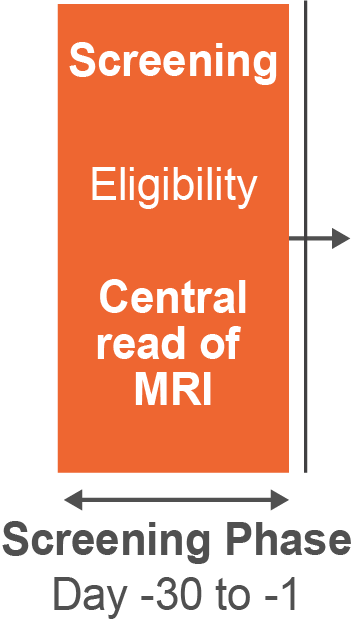 Screening
Eligibility
Central
read of
MRI
Screening Phase
Day -30 to -1